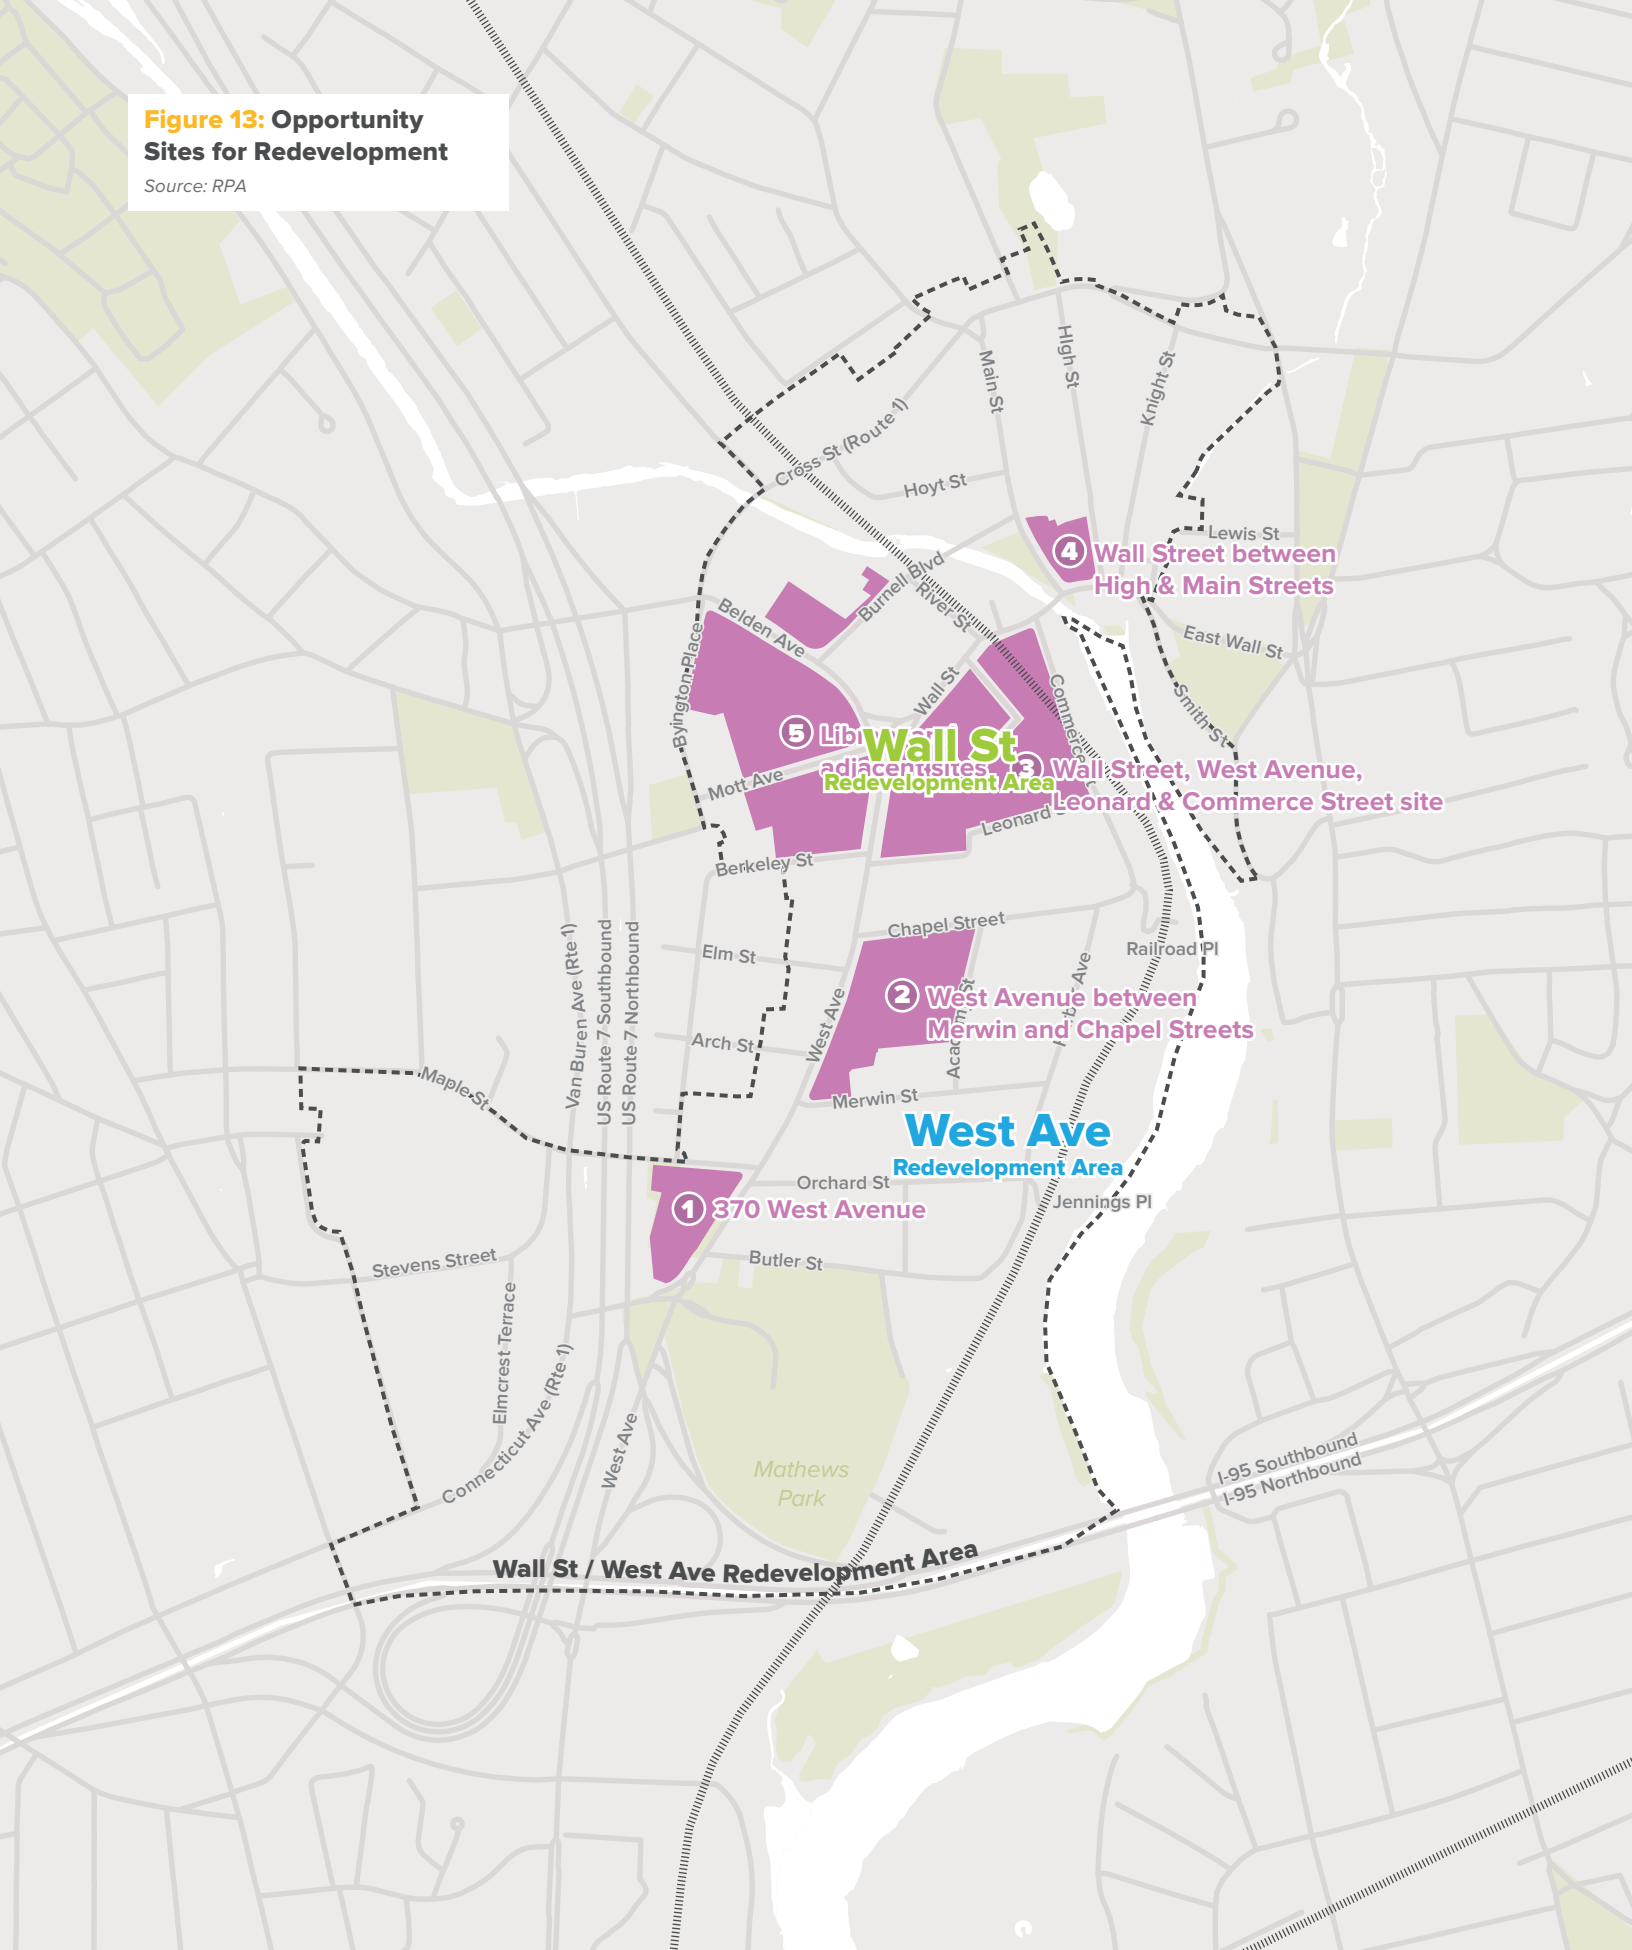 Figure 13: Opportunity
Sites for Redevelopment
Source: RPA
Main St
HIgh St
Knight St
Cross St (Route 1)
Hoyt St
Lewis St
4
Wall Street between
High & Main Streets
Burnell Blvd
River St
Belden Ave
East Wall St
Byington Place
Wall St
Commerce
Smith St
5
adjacent sites
Wall St
Redevelopment Area
3
Wall Street, West Avenue,
Leonard & Commerce Street site
Mott Ave
Leonard
Berkeley St
Chapel Street
Elm St
Railroad Pl
Van Buren Ave (Rte 1)
US Route 7 Southbound
US Route 7 Northbound
West Ave
2
West Avenue between
Merwin and Chapel Streets
Arch St
Ave
Maple St
Merwin St
West Ave
Redevelopment Area
Orchard St
Jennings Pl
1
370 West Avenue
Stevens Street
Butler St
Elmcrest Terrace
Connecticut Ave (Rte 1)
West Ave
Mathews
Park
I-95 Southbound
I-95 Northbound
Wall St / West Ave Redevelopment Area